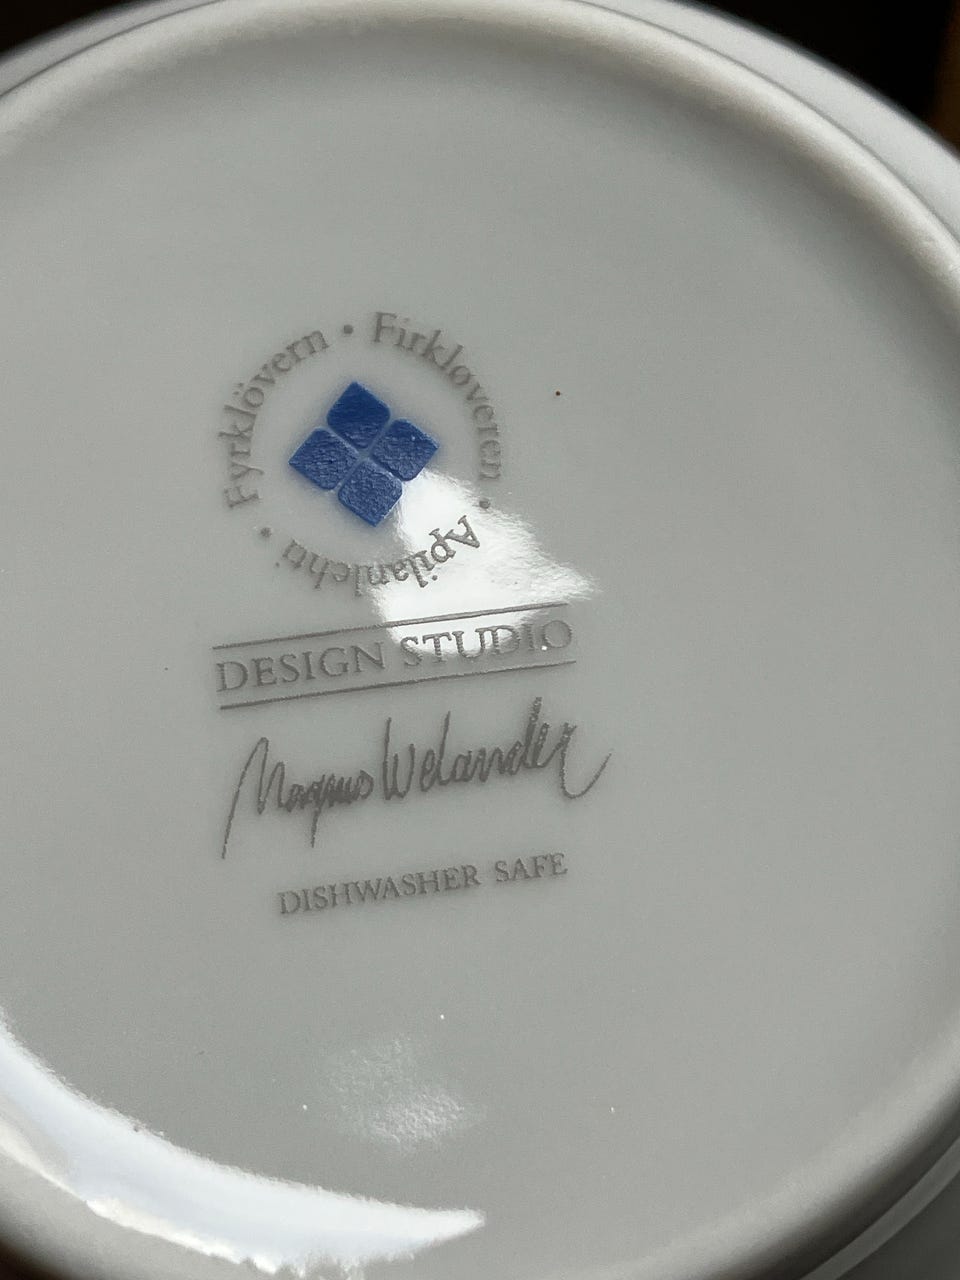 Fyrklövern • Firkløveren • Apilanlehti •
DESIGN STUDIO
Magnus Welander
DISHWASHER SAFE